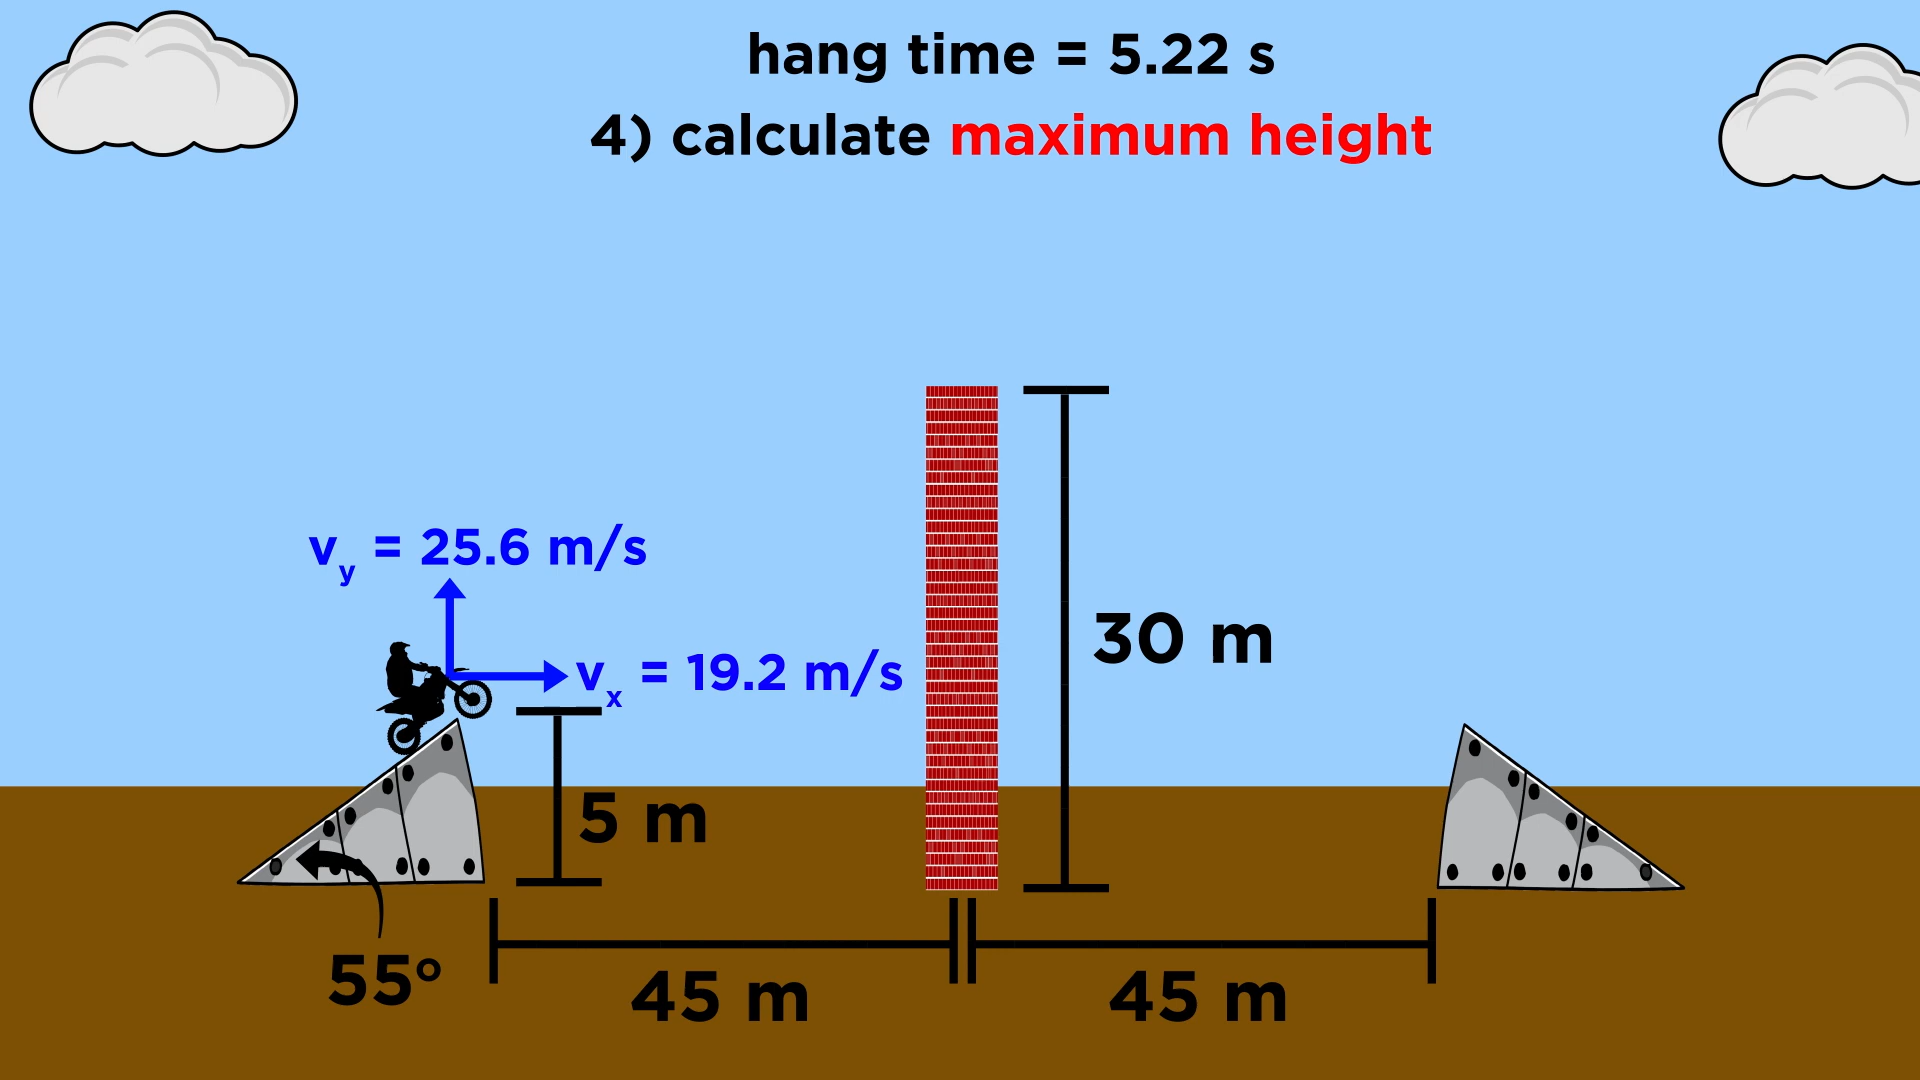 hang time = 5.22 s
4) calculate maximum height
vy = 25.6 m/s
vx = 19.2 m/s
30 m
5 m
55°
45 m
45 m